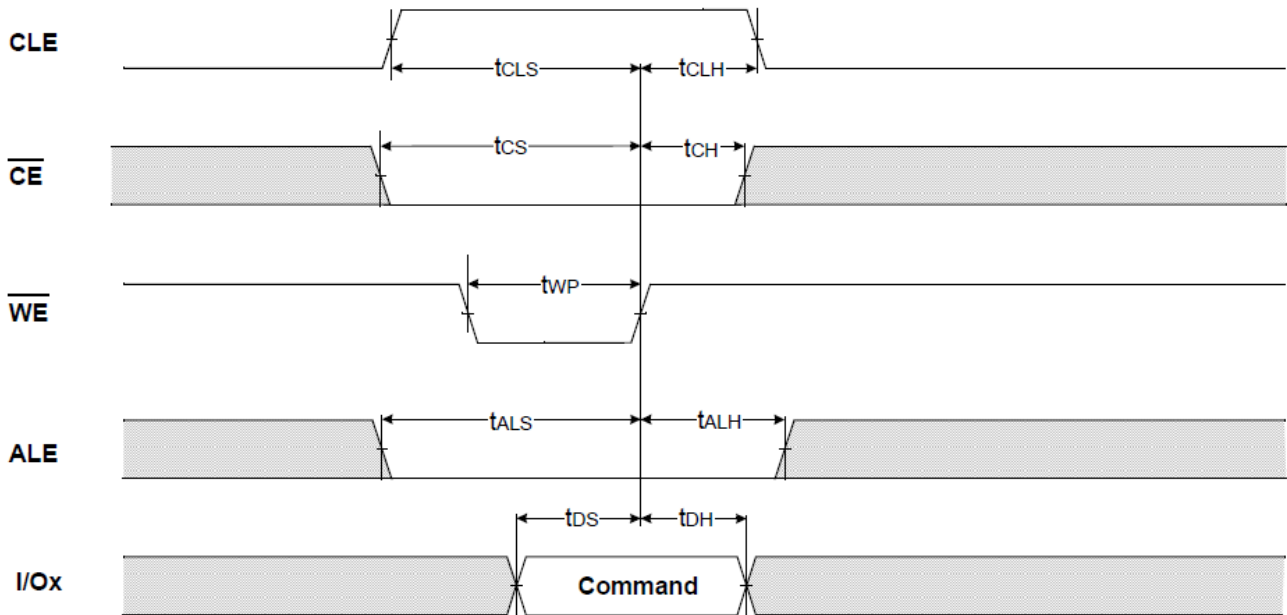 CLE
tCLS tCLH
CE
tCS tCH
WE
tWP
ALE
tALS tALH
I/Ox
tDS tDH
Command